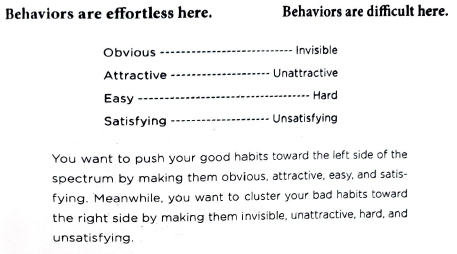 Behaviors are effortless here. Behaviors are difficult here.
Obvious --------------------------- Invisible
Attractive -------------------- Unattractive
Easy ----------------------------------- Hard
Satisfying -------------------- Unsatisfying
You want to push your good habits toward the left side of the
spectrum by making them obvious, attractive, easy, and satis-
fying. Meanwhile, you want to cluster your bad habits toward
the right side by making them invisible, unattractive, hard, and
unsatisfying.